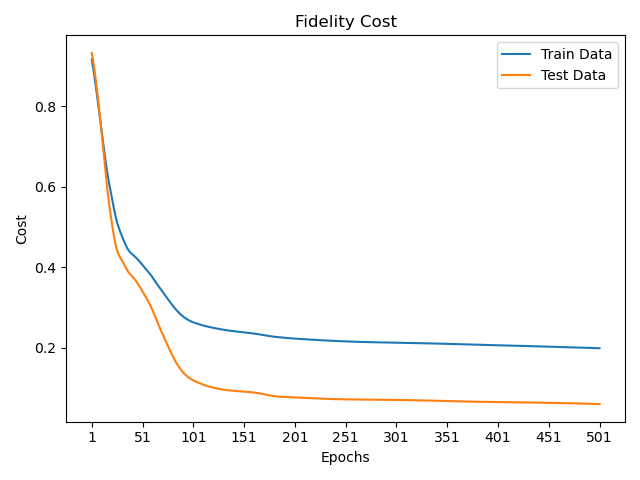 Fidelity Cost
Train Data
Test Data
0.8
0.6
0.4
0.2
Cost
1 51 101 151 201 251 301 351 401 451 501
Epochs